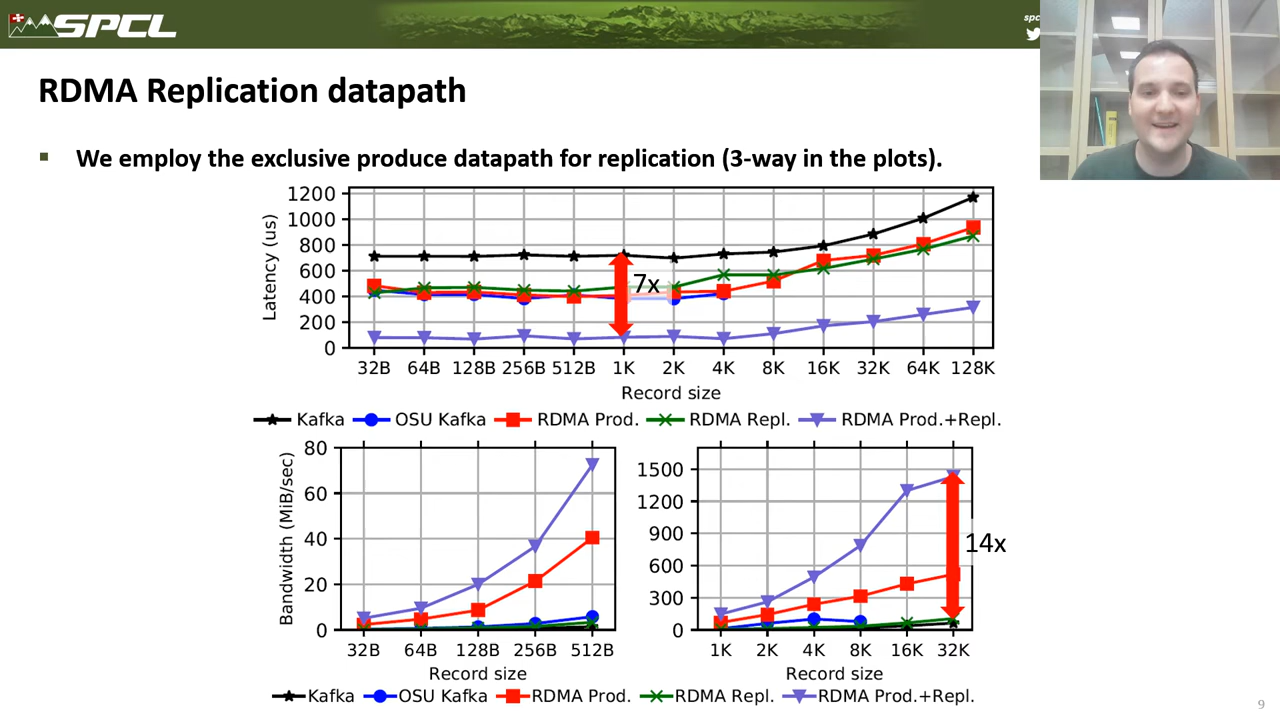 SPCL
spc
RDMA Replication datapath
We employ the exclusive produce datapath for replication (3-way in the plots).
1200
1000
800
600
400
200
0
Latency (us)
7x
32B 64B 128B 256B 512B 1K 2K 4K 8K 16K 32K 64K 128K
Record size
Kafka OSU Kafka RDMA Prod. RDMA Repl. RDMA Prod.+Repl.
80
60
40
20
0
Bandwidth (MiB/sec)
32B 64B 128B 256B 512B
Record size
1500
1200
900
600
300
0
14x
1K 2K 4K 8K 16K 32K
Record size
Kafka OSU Kafka RDMA Prod. RDMA Repl. RDMA Prod.+Repl.
9